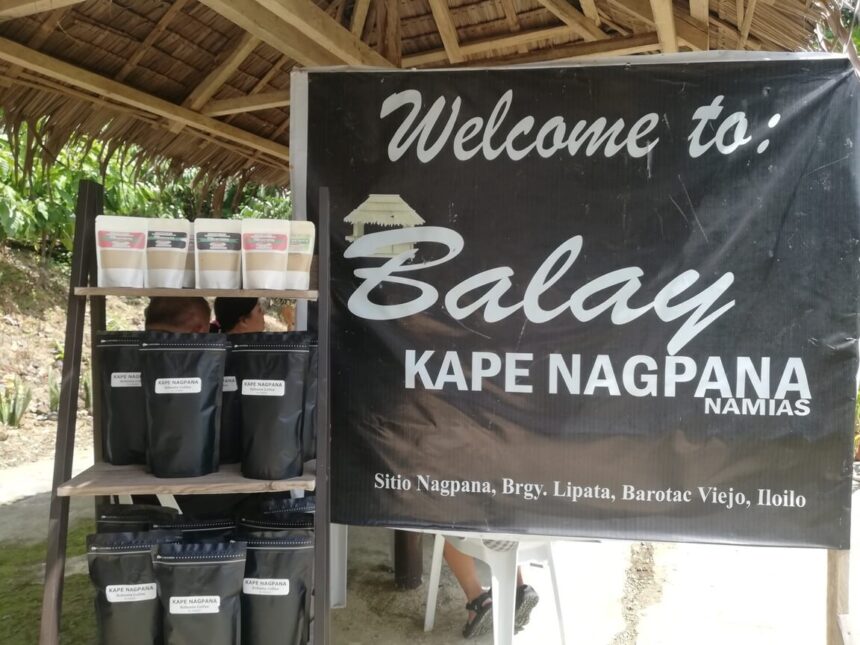 Welcome to:
Balay
KAPE NAGPANA
NAMIAS
Sitio Nagpana, Brgy. Lipata, Barotac Viejo, Iloilo
KAPE
KAPE NAGPANA
KAPE NAGPANA
KAPE NAGPANA
KAPE NAGPANA
KAPE NAGPANA